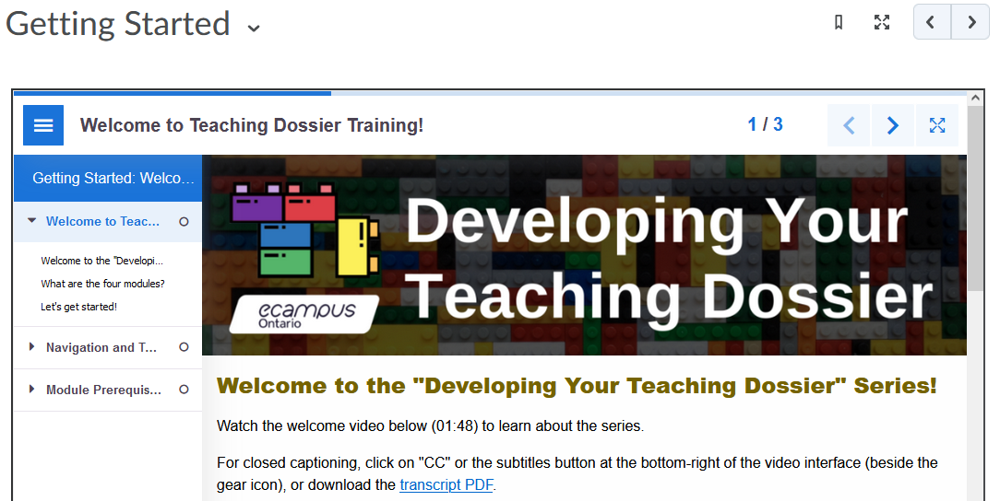 Getting Started
Welcome to Teaching Dossier Training!
1 / 3
Getting Started: Welco...
Welcome to Teac...
Welcome to the "Developi...
What are the four modules?
Let's get started!
Navigation and T...
Module Prerequis...
Developing Your
Teaching Dossier
ecampus
Ontario
Welcome to the "Developing Your Teaching Dossier" Series!
Watch the welcome video below (01:48) to learn about the series.
For closed captioning, click on "CC" or the subtitles button at the bottom-right of the video interface (beside the
gear icon), or download the transcript PDF.